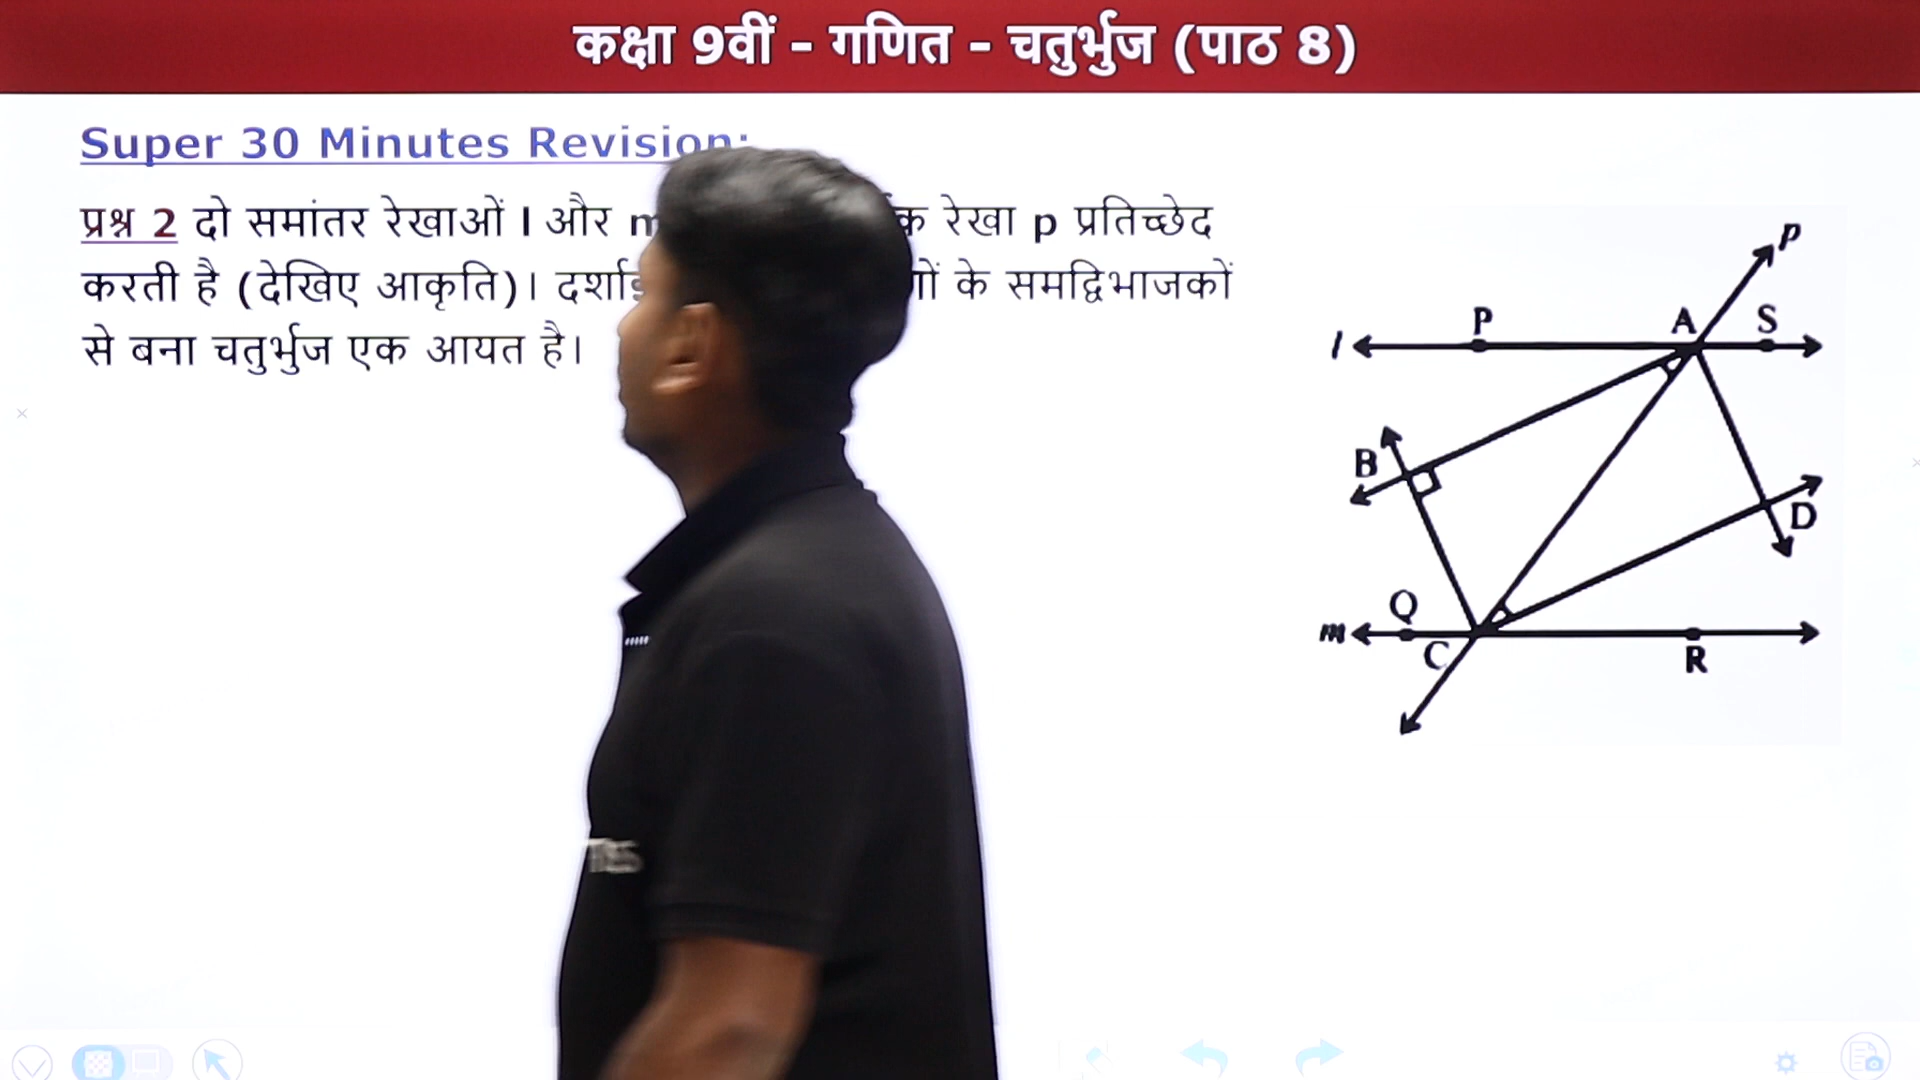 कक्षा 9वीं - गणित - चतुर्भुज (पाठ 8)
Super 30 Minutes Revision:
प्रश्न 2 दो समांतर रेखाओं l और m रेखा p प्रतिच्छेद
करती है (देखिए आकृति)। के समद्विभाजकों
से बना चतुर्भुज एक आयत है।
p
l P A S
B
D
Q
m C R